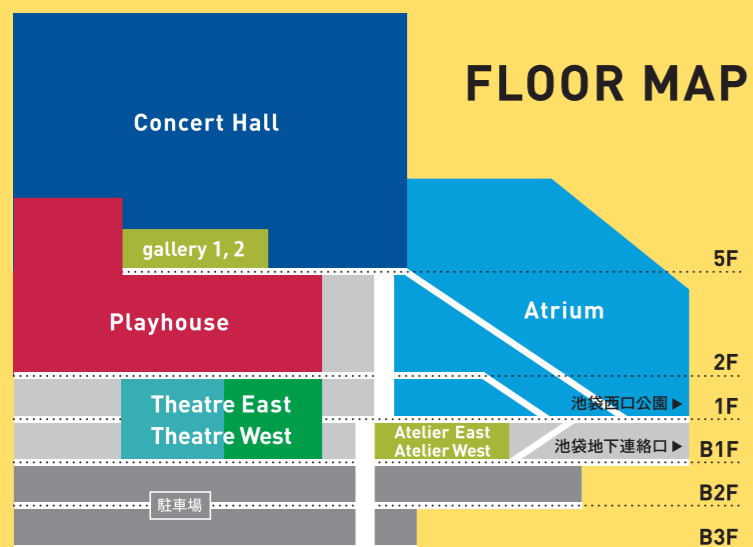 FLOOR MAP
Concert Hall
gallery 1, 2
5F
Playhouse
Atrium
2F
Theatre East
Theatre West
池袋西口公園 ▶
1F
Atelier East
Atelier West
池袋地下連絡口 ▶
B1F
B2F
駐車場
B3F